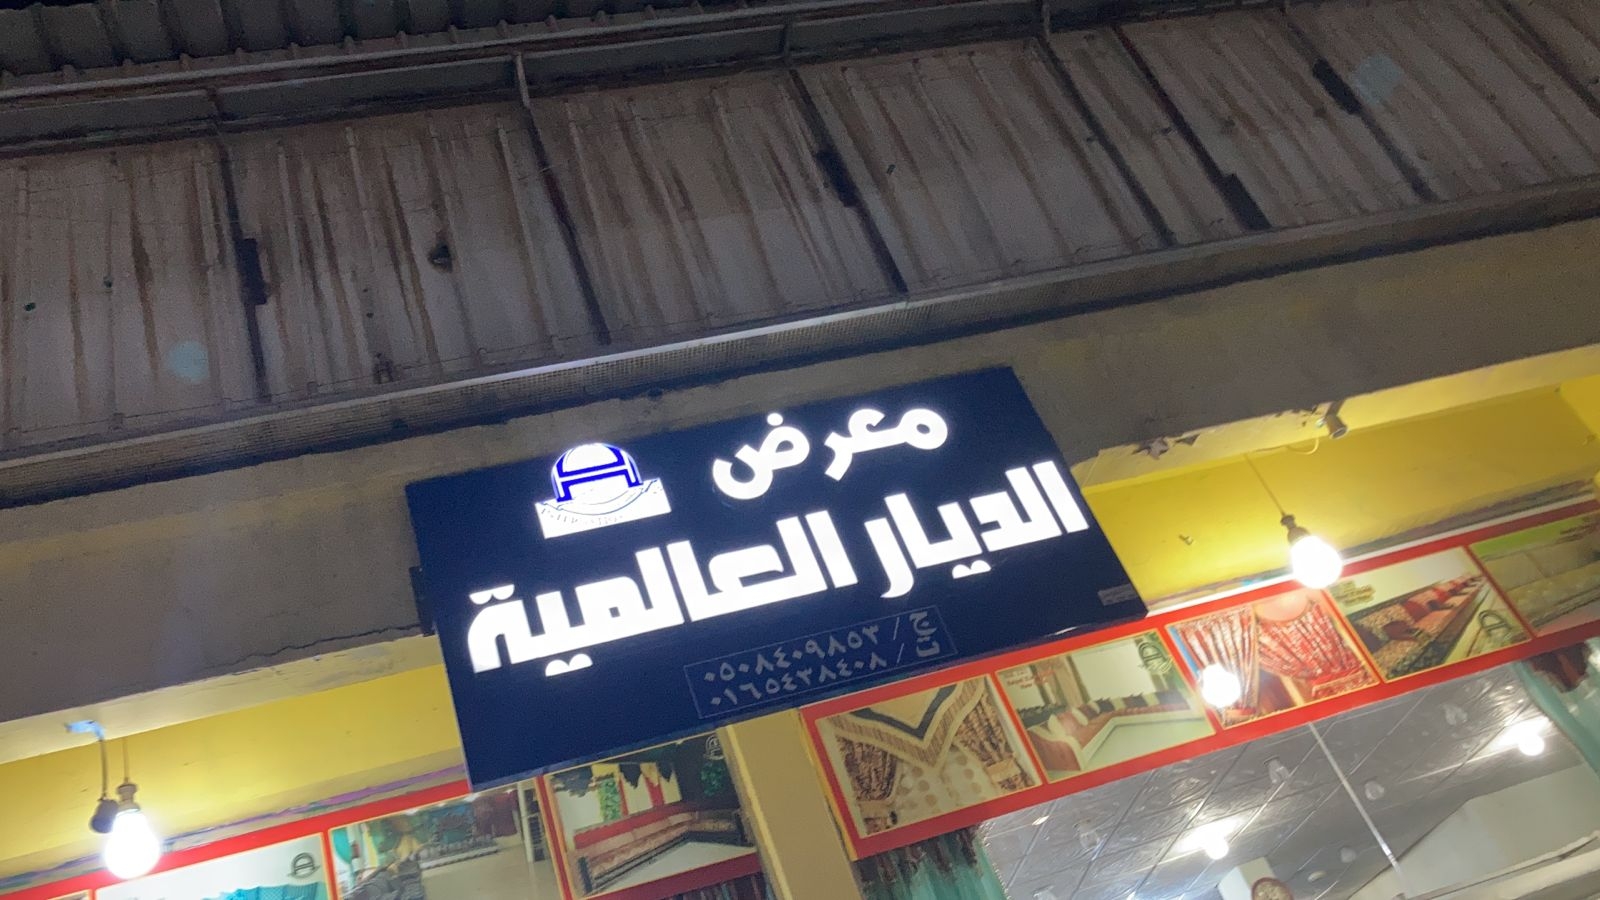 معرض
الديار العالمية
ج / ٠٥٠٨٤٠٩٨٥٣
ج / ٠١٦٥٤٣٨٤٠٨